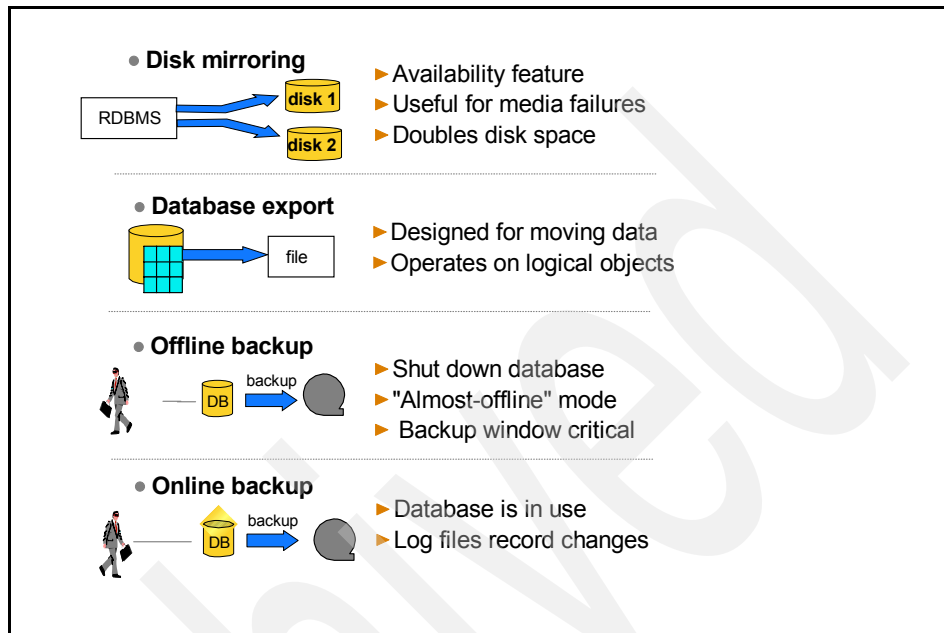 ● Disk mirroring
RDBMS
disk 1
disk 2
► Availability feature
► Useful for media failures
► Doubles disk space
● Database export
file
► Designed for moving data
► Operates on logical objects
● Offline backup
DB
backup
► Shut down database
► "Almost-offline" mode
► Backup window critical
● Online backup
DB
backup
► Database is in use
► Log files record changes
hived